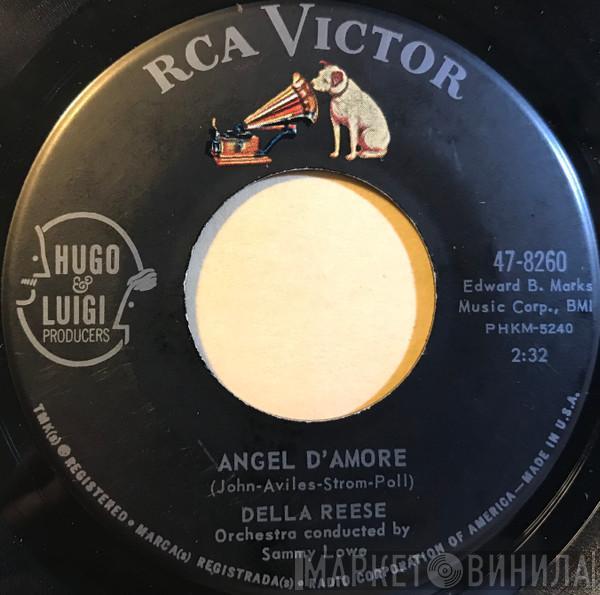 RCA VICTOR
HUGO
&
LUIGI
PRODUCERS
47-8260
Edward B. Marks
Music Corp., BMI
PHKM-5240
2:32
ANGEL D'AMORE
(John-Aviles-Strom-Poll)
DELLA REESE
Orchestra conducted by
Sammy Lowe
TMK(s) ® REGISTERED • MARCA(s) REGISTRADA(s) • RADIO CORPORATION OF AMERICA—MADE IN U.S.A.
МАРКЕТ ВИНИЛА